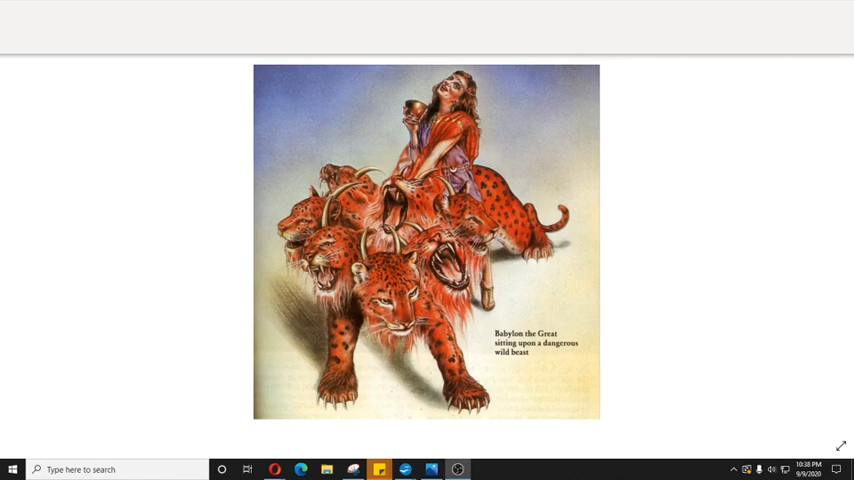 Babylon the Great
sitting upon a dangerous
wild beast
Type here to search
10:38 PM
9/9/2020